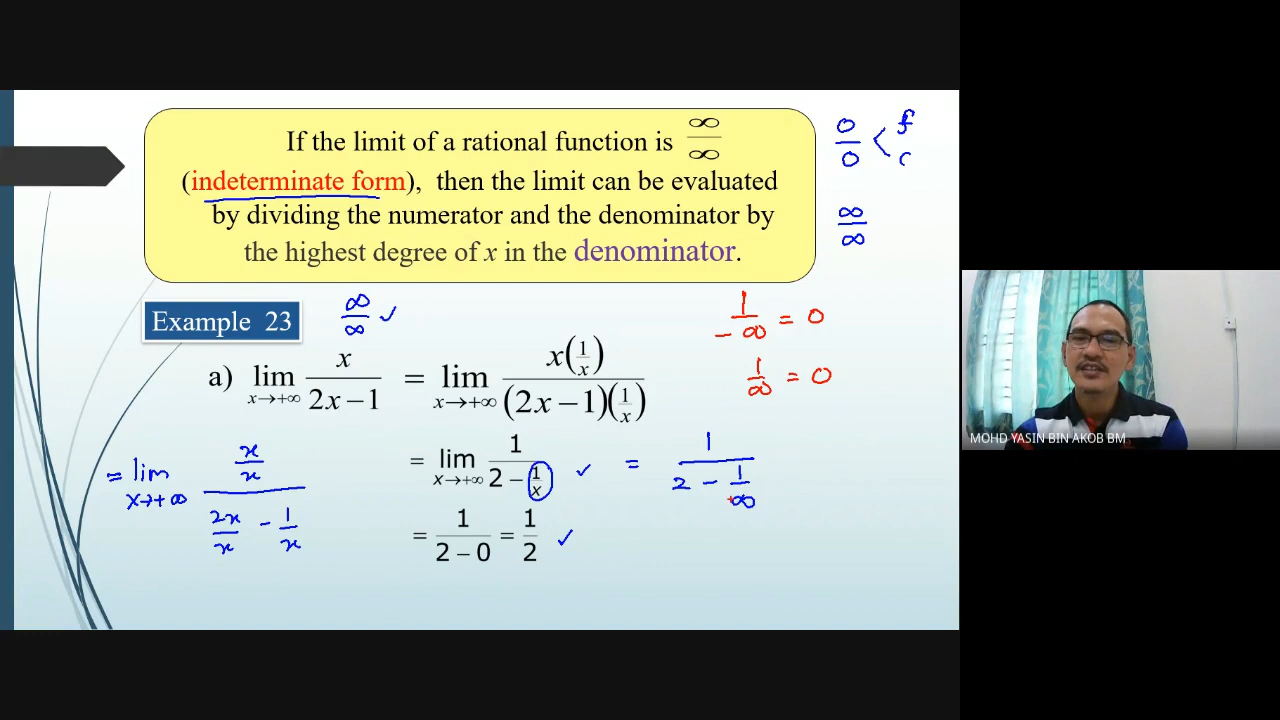 If the limit of a rational function is ∞/∞
(indeterminate form), then the limit can be evaluated
by dividing the numerator and the denominator by
the highest degree of x in the denominator.
0/0 < f
c
∞/∞
Example 23
∞/∞ ✓
1/-∞ = 0
1/∞ = 0
a) lim x→+∞ x/(2x−1) = lim x→+∞ x(1/x)/((2x−1)(1/x))
= lim x→+∞ (x/x)/(2x/x − 1/x)
= lim x→+∞ 1/(2 − 1/x) ✓ = 1/(2 − 1/+∞)
= 1/(2 − 0) = 1/2 ✓
MOHD YASIN BIN AKOB BM